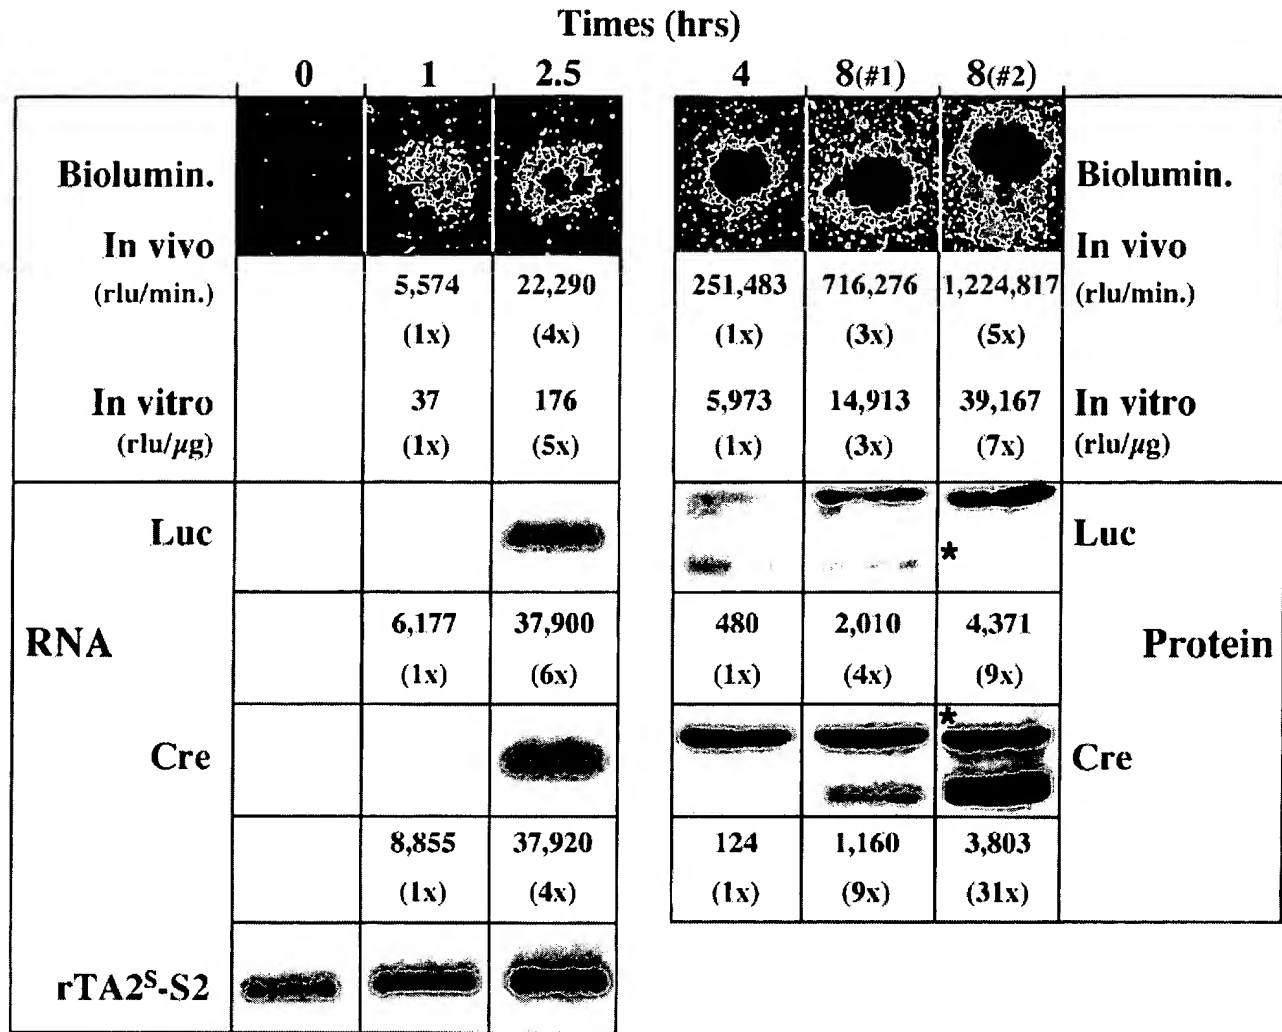 Times (hrs)
0 1 2.5 4 8(#1) 8(#2)
Biolumin. Biolumin.
In vivo In vivo
(rlu/min.) 5,574 22,290 251,483 716,276 1,224,817 (rlu/min.)
(1x) (4x) (1x) (3x) (5x)
In vitro 37 176 5,973 14,913 39,167 In vitro
(rlu/µg) (1x) (5x) (1x) (3x) (7x) (rlu/µg)
Luc * Luc
6,177 37,900 480 2,010 4,371
RNA Protein
(1x) (6x) (1x) (4x) (9x)
Cre * Cre
8,855 37,920 124 1,160 3,803
(1x) (4x) (1x) (9x) (31x)
rTA2S-S2